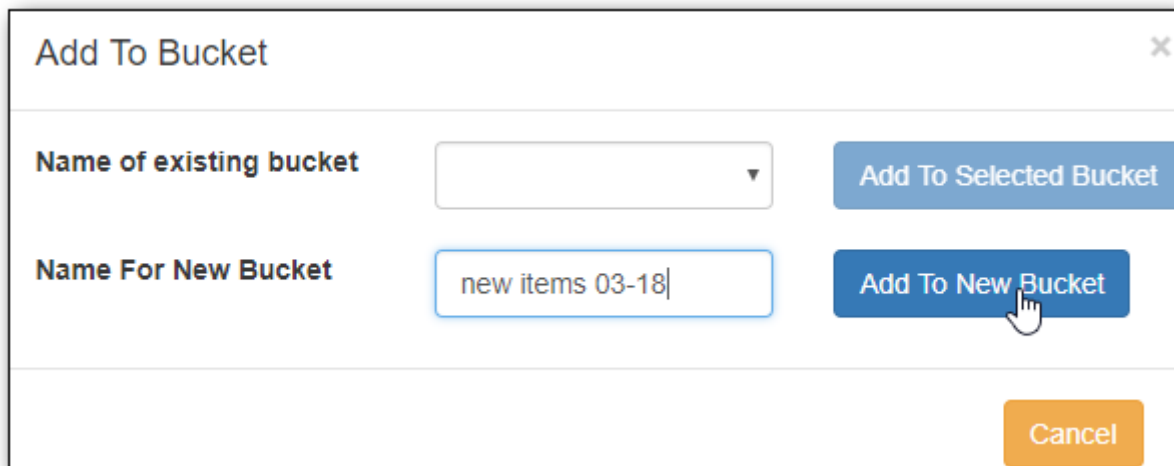 Add To Bucket ×
Name of existing bucket Add To Selected Bucket
Name For New Bucket new items 03-18 Add To New Bucket
Cancel